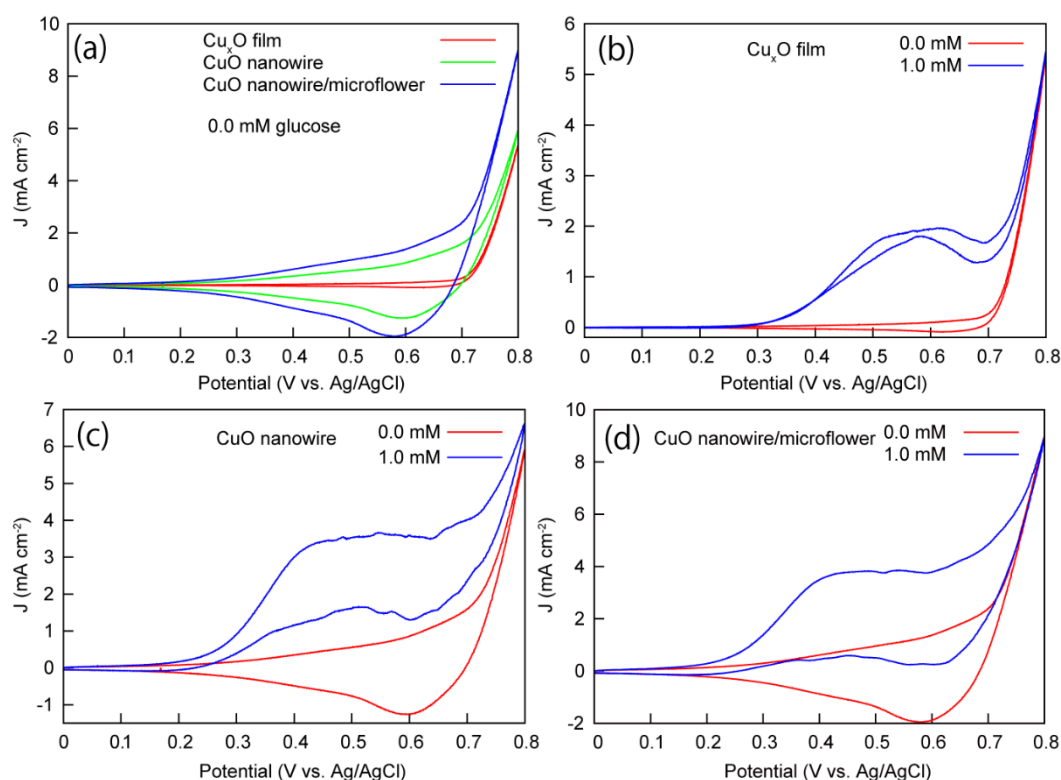 (a)
CuxO film
CuO nanowire
CuO nanowire/microflower
0.0 mM glucose
J (mA cm-2)
10
8
6
4
2
0
-2
0 0.1 0.2 0.3 0.4 0.5 0.6 0.7 0.8
Potential (V vs. Ag/AgCl)
(b)
CuxO film
0.0 mM
1.0 mM
J (mA cm-2)
6
5
4
3
2
1
0
0 0.1 0.2 0.3 0.4 0.5 0.6 0.7 0.8
Potential (V vs. Ag/AgCl)
(c)
CuO nanowire
0.0 mM
1.0 mM
J (mA cm-2)
7
6
5
4
3
2
1
0
-1
0 0.1 0.2 0.3 0.4 0.5 0.6 0.7 0.8
Potential (V vs. Ag/AgCl)
(d)
CuO nanowire/microflower
0.0 mM
1.0 mM
J (mA cm-2)
10
8
6
4
2
0
-2
0 0.1 0.2 0.3 0.4 0.5 0.6 0.7 0.8
Potential (V vs. Ag/AgCl)